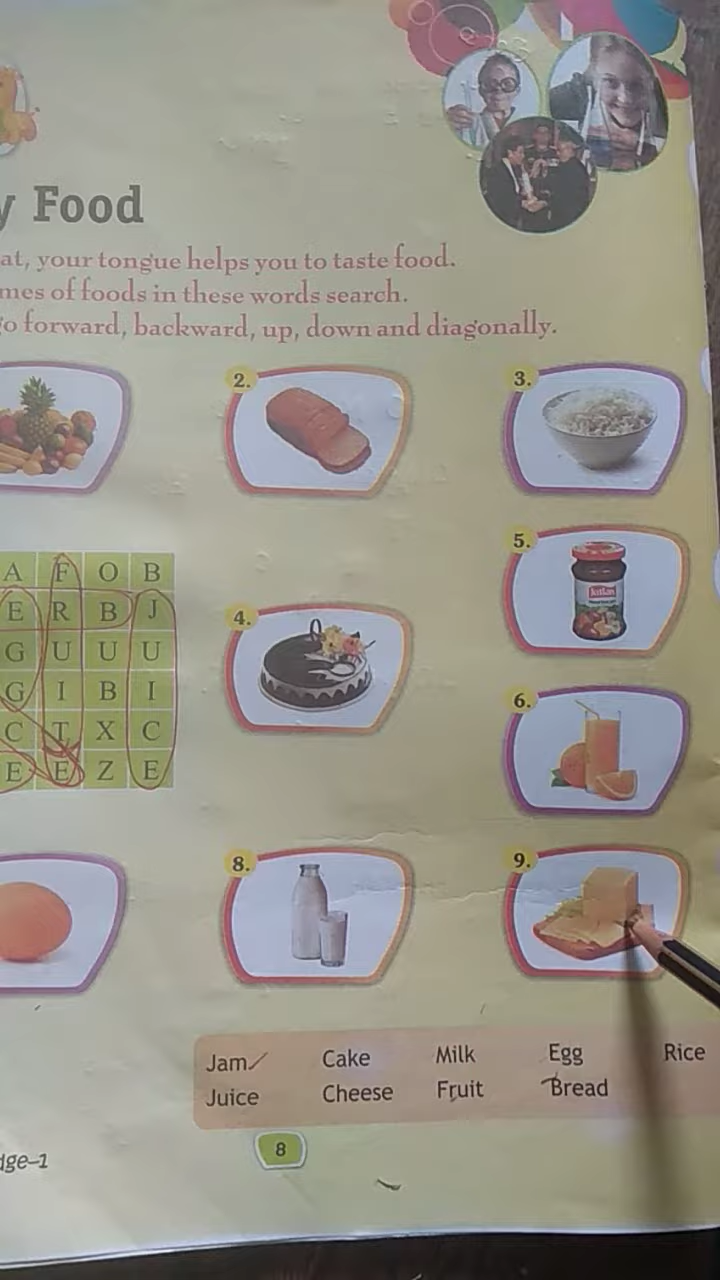 y Food
at, your tongue helps you to taste food.
mes of foods in these words search.
go forward, backward, up, down and diagonally.
2.
3.
A F O B
E R B J
G U U U
G I B I
C T X C
E E Z E
4.
5.
6.
8.
9.
Jam Cake Milk Egg Rice
Juice Cheese Fruit Bread
8
dge-1